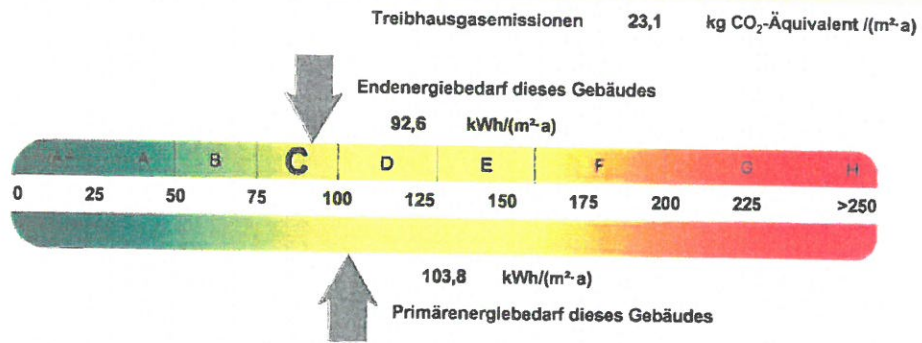 Treibhausgasemissionen 23,1 kg CO₂-Äquivalent /(m²·a)
Endenergiebedarf dieses Gebäudes
92,6 kWh/(m²·a)
A+ A B C D E F G H
0 25 50 75 100 125 150 175 200 225 >250
103,8 kWh/(m²·a)
Primärenergiebedarf dieses Gebäudes